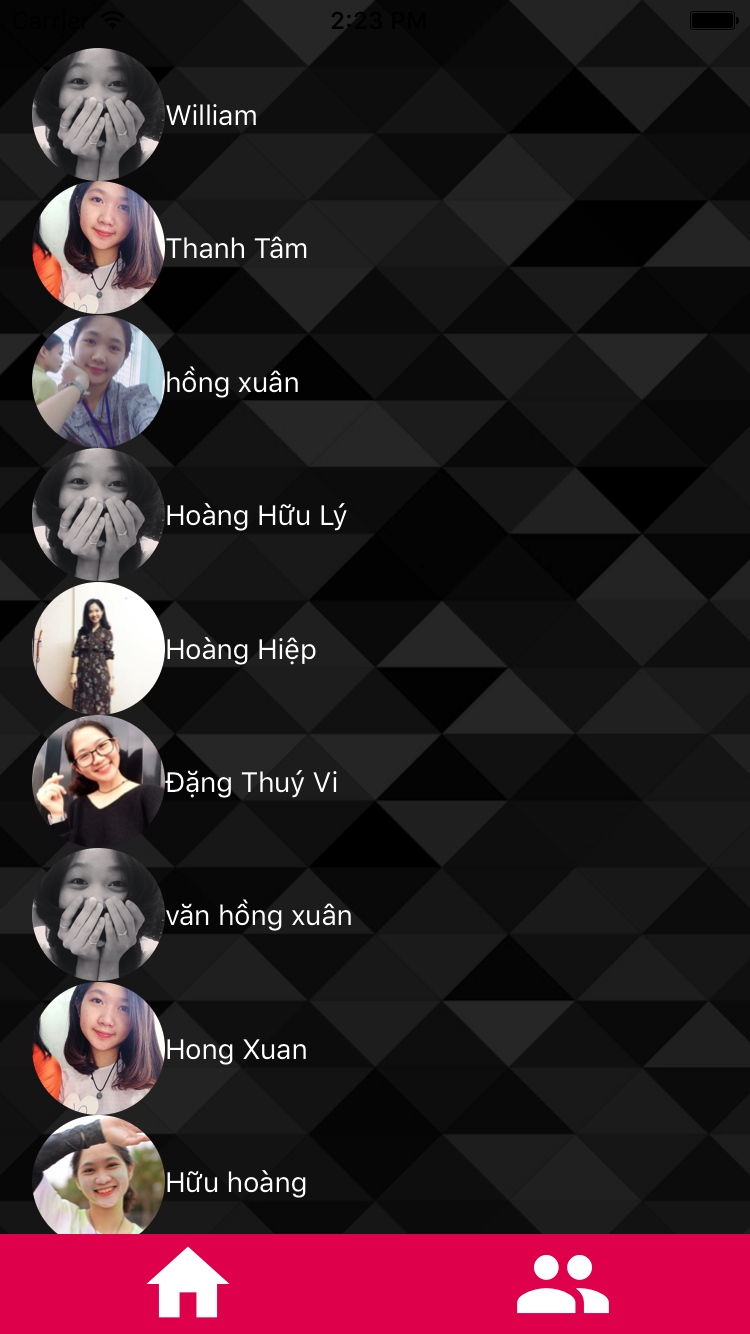 Carrier 2:23 PM
William
Thanh Tâm
hồng xuân
Hoàng Hữu Lý
Hoàng Hiệp
Đặng Thuý Vi
văn hồng xuân
Hong Xuan
Hữu hoàng